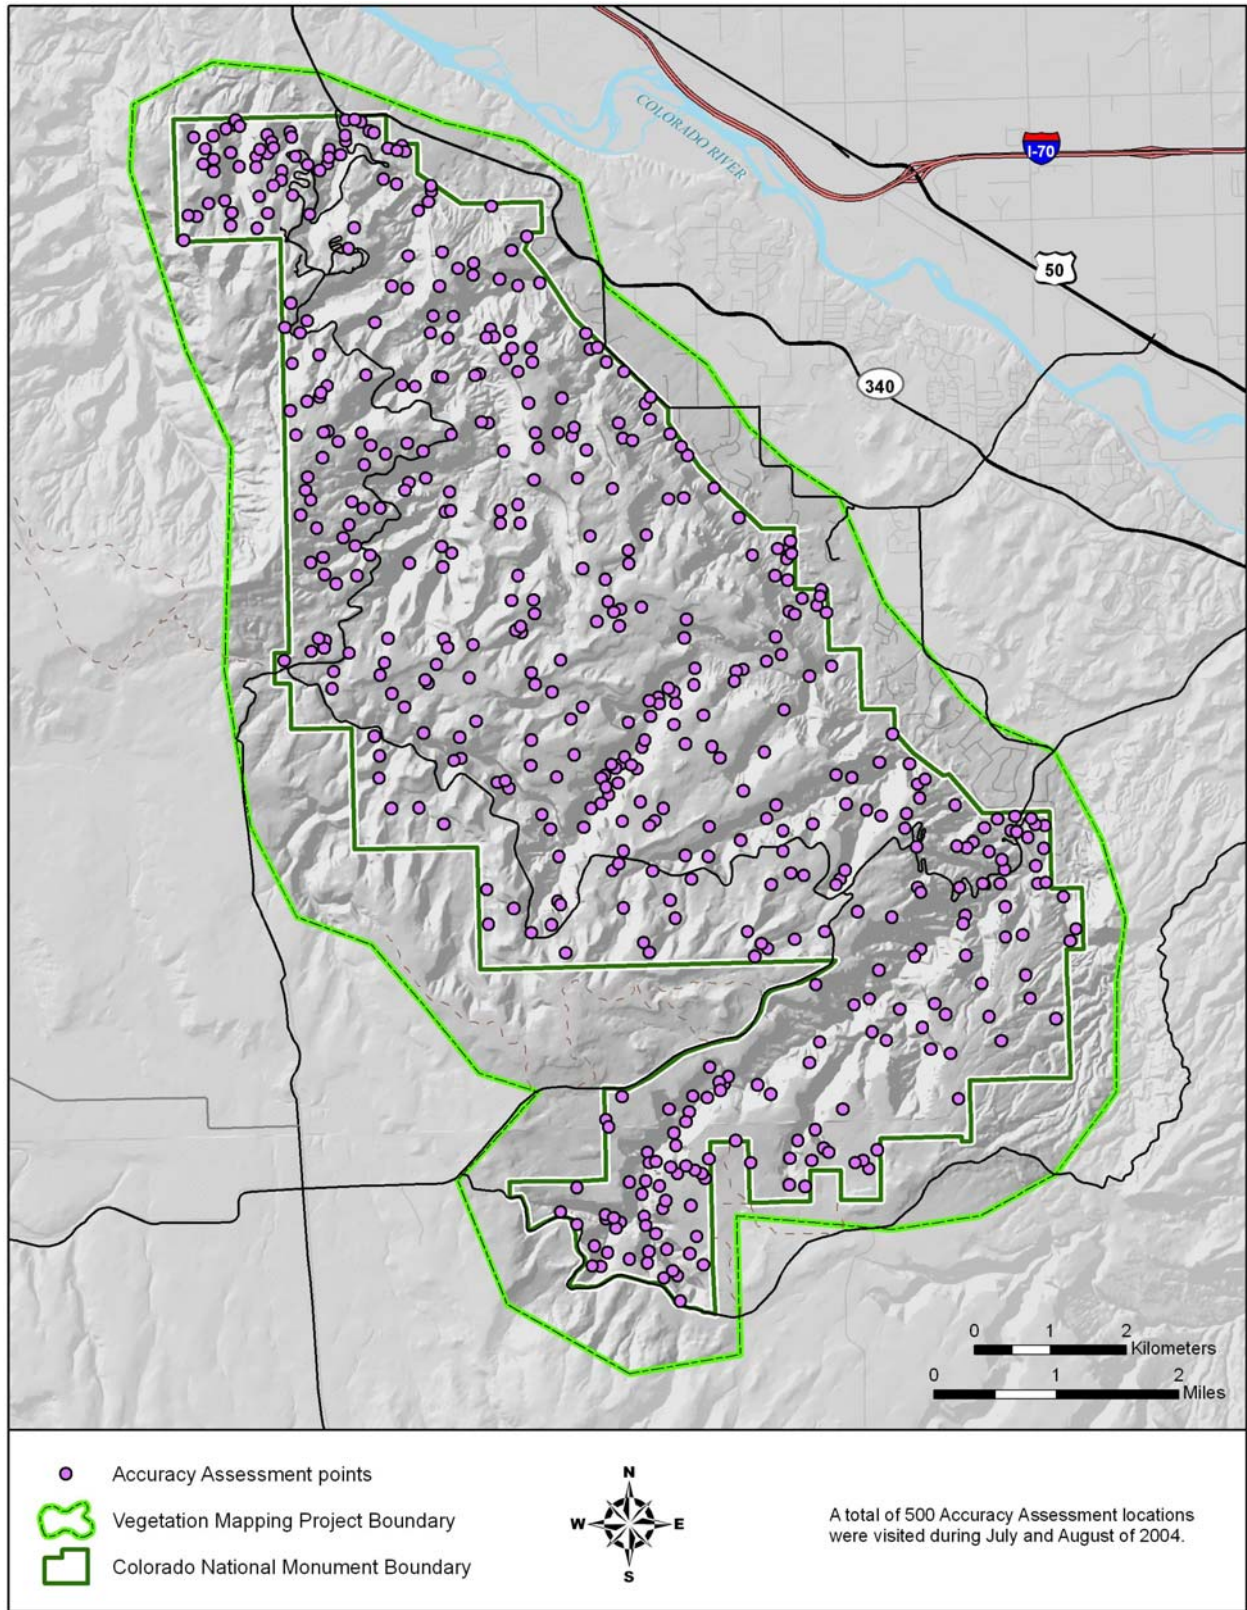 COLORADO RIVER
I-70
50
340
0 1 2
Kilometers
0 1 2
Miles
Accuracy Assessment points
Vegetation Mapping Project Boundary
Colorado National Monument Boundary
N
W E
S
A total of 500 Accuracy Assessment locations
were visited during July and August of 2004.